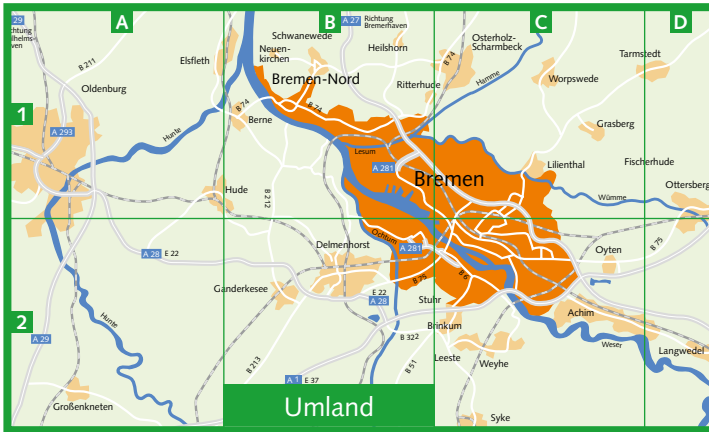 A
B
C
D
1
2
29
A 27
Richtung
Bremerhaven
Schwanewede
Neuen-
kirchen
Heilshorn
Osterholz-
Scharmbeck
B 74
Hamme
Tarmstedt
Elsfleth
B 211
Oldenburg
Bremen-Nord
Ritterhude
Worpswede
B 74
B 74
Berne
Grasberg
A 293
Hunte
Lesum
A 281
Bremen
Lilienthal
Fischerhude
Ottersberg
Wümme
Hude
B 212
Ochtum
Delmenhorst
A 281
Oyten
B 75
A 28
E 22
Ganderkesee
E 22
A 28
B 75
B 6
Stuhr
Achim
Brinkum
B 322
Hunte
A 29
Weser
Langwedel
Leeste
Weyhe
B 213
A 1
E 37
B 51
Großenkneten
Umland
Syke